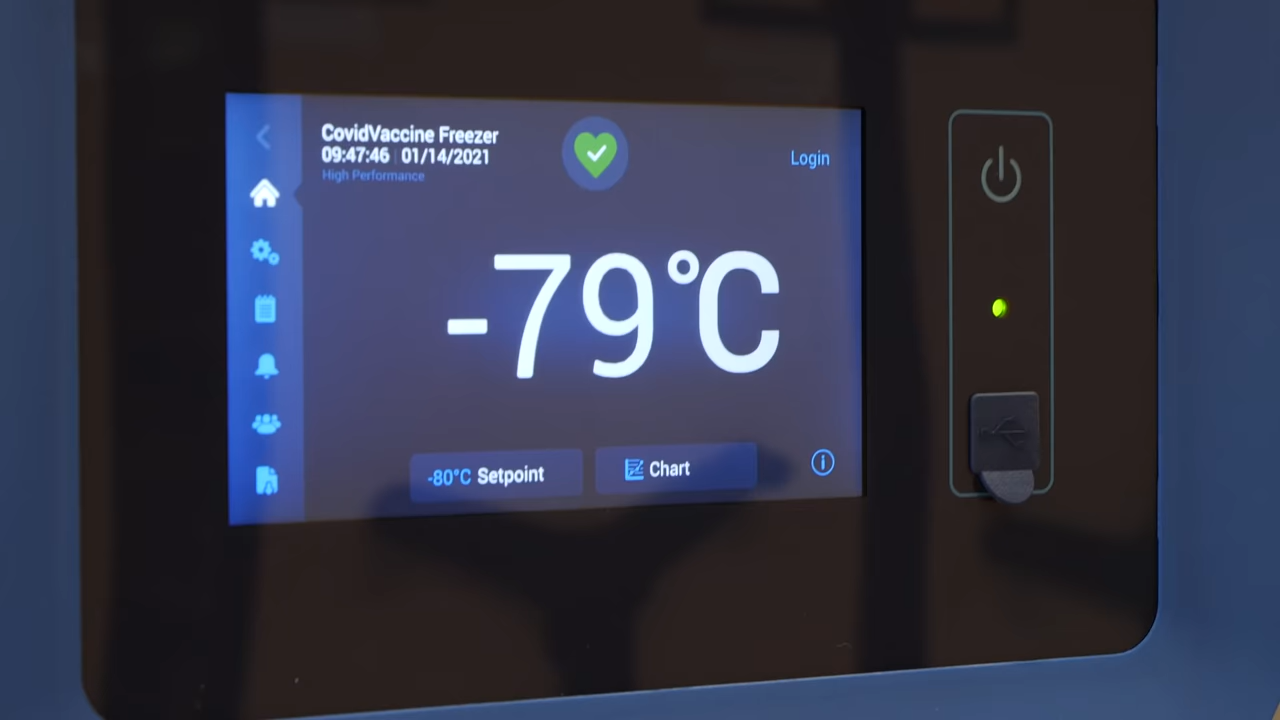 CovidVaccine Freezer
09:47:46 | 01/14/2021
High Performance
Login
-79°C
-80°C Setpoint
Chart